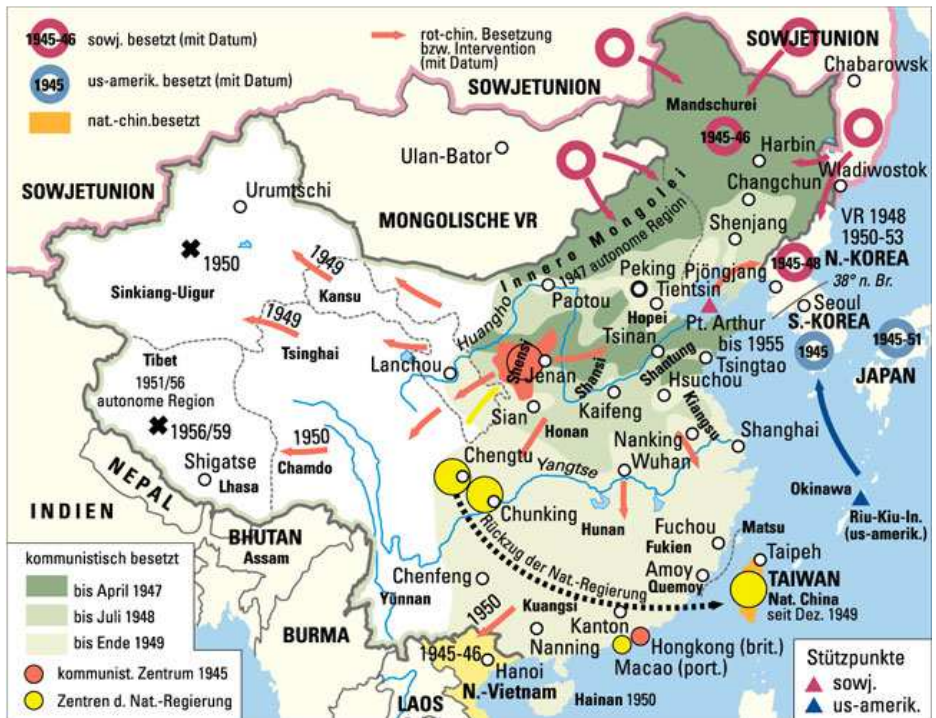 1945-46
sowj. besetzt (mit Datum)
1945
us-amerik. besetzt (mit Datum)
nat.-chin.besetzt
rot-chin. Besetzung
bzw. Intervention
(mit Datum)
SOWJETUNION
SOWJETUNION
SOWJETUNION
Chabarowsk
Mandschurei
1945-46
Harbin
Ulan-Bator
Changchun
Wladiwostok
Urumtschi
MONGOLISCHE VR
Shenjang
VR 1948
1950-53
Innere Mongolei
1947 autonome Region
1950
1949
Peking
Pjöngjang
1945-48
N.-KOREA
38° n. Br.
Sinkiang-Uigur
Kansu
Huangho
Paotou
Tientsin
Hopei
Seoul
S.-KOREA
1949
Tsinghai
Tsinan
Pt. Arthur
bis 1955
1945
1945-51
Tibet
1951/56
autonome Region
Lanchou
Shensi
Jenan
Shansi
Shantung
Tsingtao
JAPAN
Hsuchou
1956/59
Sian
Kaifeng
Kiangsu
Honan
Nanking
Shanghai
1950
Chamdo
Chengtu
Yangtse
Wuhan
Shigatse
Lhasa
NEPAL
INDIEN
Chunking
Okinawa
Hunan
Riu-Kiu-In.
(us-amerik.)
BHUTAN
Assam
Rückzug der Nat.-Regierung
Fuchou
Fukien
Matsu
kommunistisch besetzt
bis April 1947
bis Juli 1948
bis Ende 1949
kommunist. Zentrum 1945
Zentren d. Nat.-Regierung
Chenfeng
Yünnan
Amoy
Quemoy
Taipeh
TAIWAN
Nat. China
seit Dez. 1949
1950
Kuangsi
Kanton
BURMA
Nanning
Hongkong (brit.)
Macao (port.)
1945-46
Hanoi
N.-Vietnam
LAOS
Hainan 1950
Stützpunkte
sowj.
us-amerik.